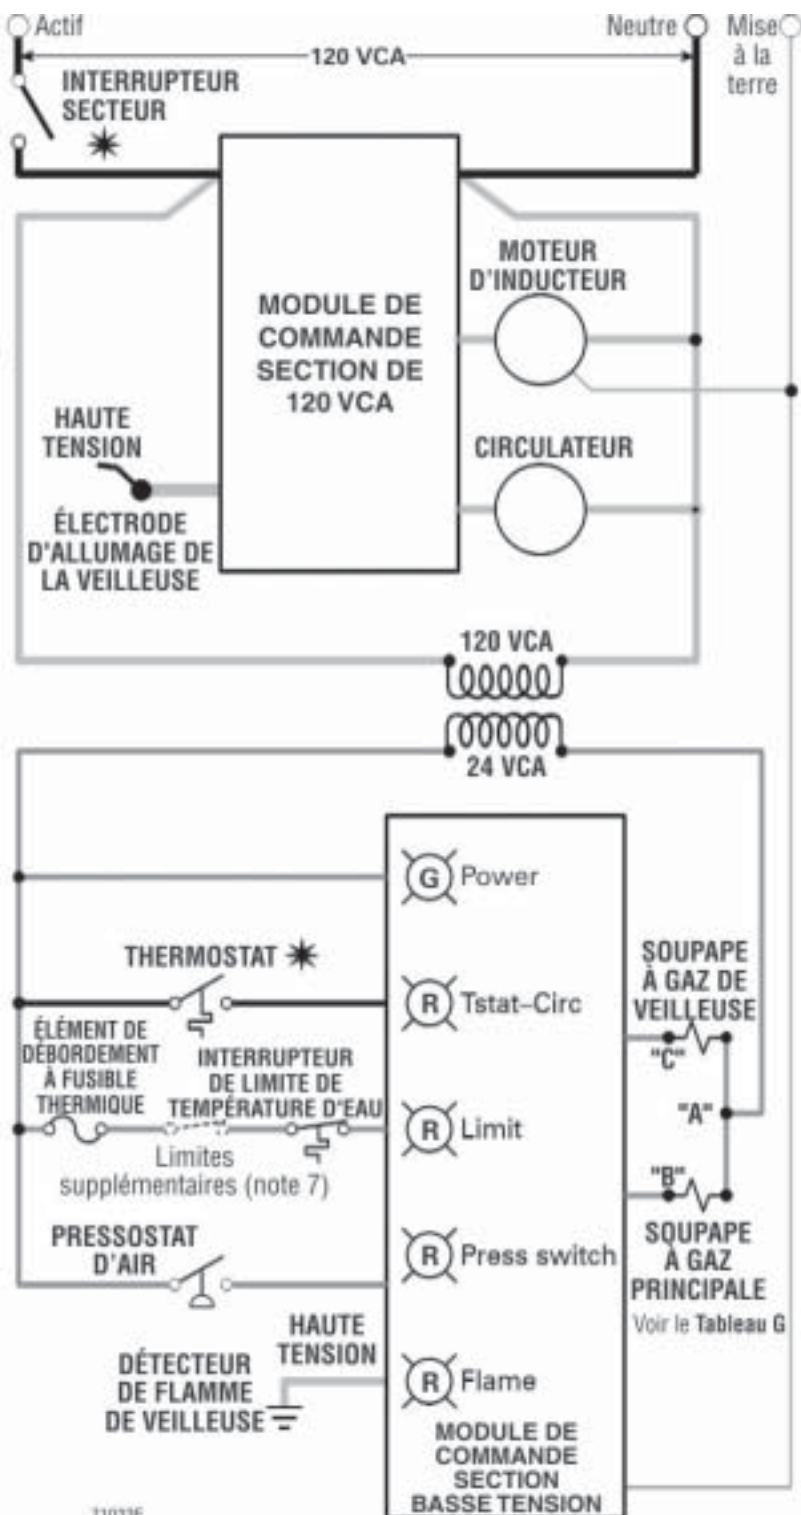 Actif
Neutre
Mise
à la
terre
120 VCA
INTERRUPTEUR
SECTEUR
MODULE DE
COMMANDE
SECTION DE
120 VCA
MOTEUR
D'INDUCTEUR
HAUTE
TENSION
CIRCULATEUR
ÉLECTRODE
D'ALLUMAGE DE
LA VEILLEUSE
120 VCA
24 VCA
G Power
THERMOSTAT
R Tstat–Circ
SOUPAPE
À GAZ DE
VEILLEUSE
"C"
ÉLÉMENT DE
DÉBORDEMENT
À FUSIBLE
THERMIQUE
INTERRUPTEUR
DE LIMITE DE
TEMPÉRATURE D'EAU
"A"
R Limit
Limites
supplémentaires (note 7)
"B"
SOUPAPE
À GAZ
PRINCIPALE
Voir le Tableau G
PRESSOSTAT
D'AIR
R Press switch
HAUTE
TENSION
DÉTECTEUR
DE FLAMME
DE VEILLEUSE
R Flame
MODULE DE
COMMANDE
SECTION
BASSE TENSION